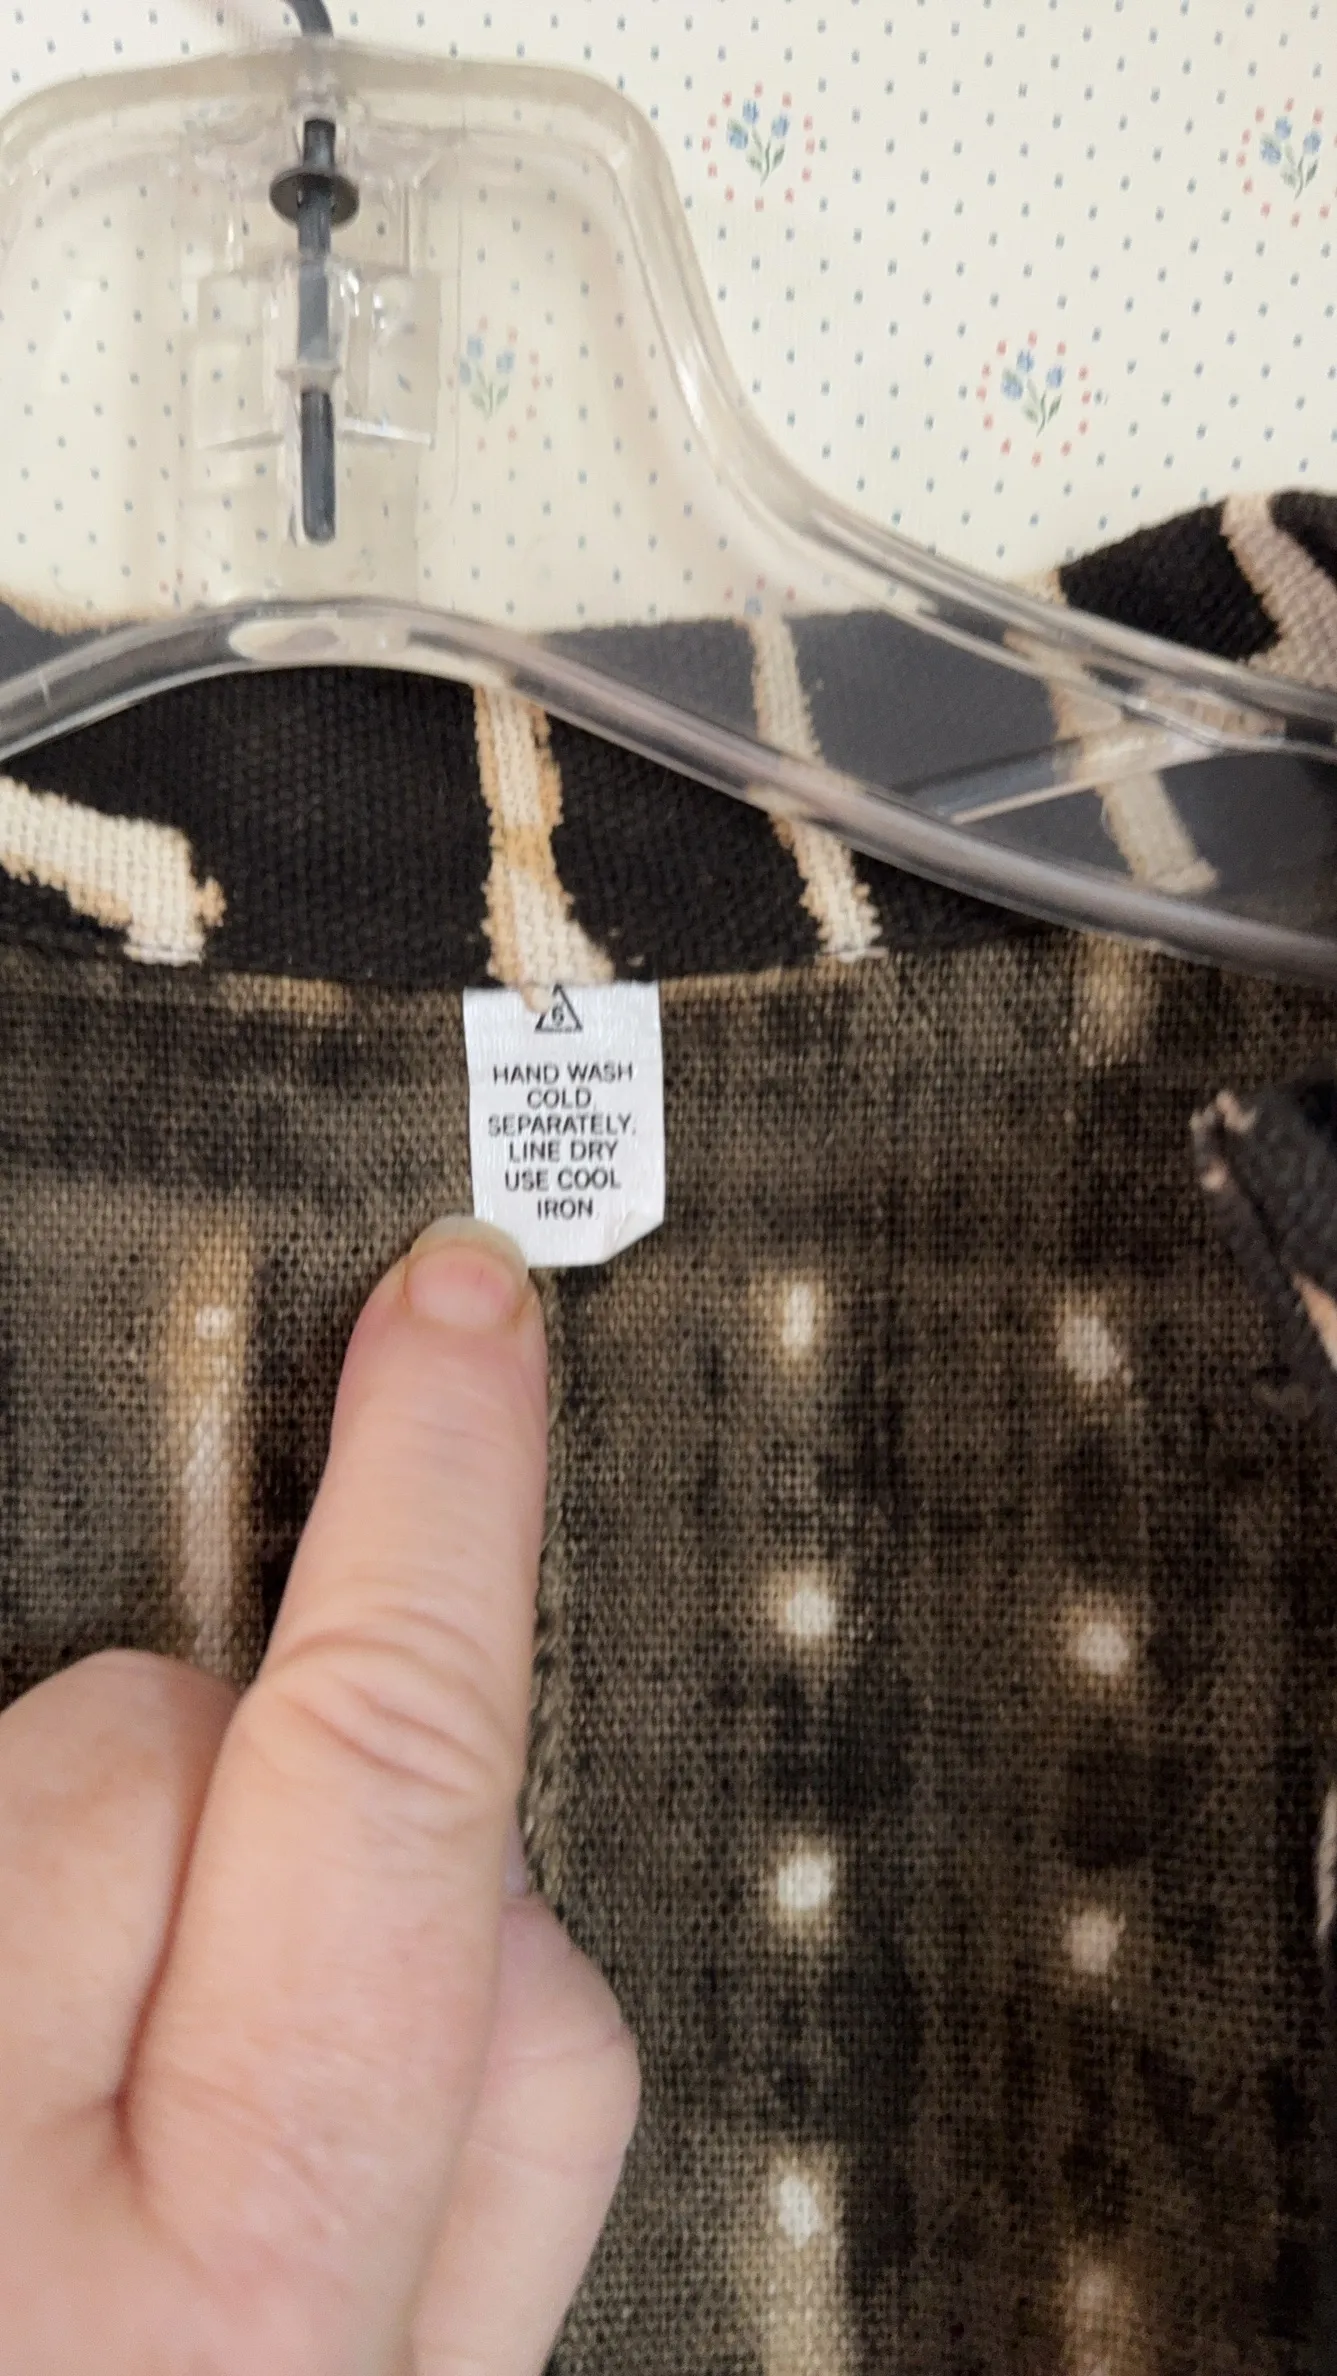 6
HAND WASH
COLD
SEPARATELY.
LINE DRY
USE COOL
IRON.